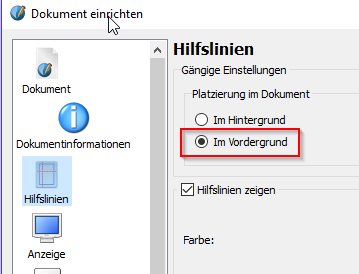 Dokument einrichten
Dokument
Dokumentinformationen
Hilfslinien
Anzeige
Hilfslinien
Gängige Einstellungen
Platzierung im Dokument
Im Hintergrund
Im Vordergrund
Hilfslinien zeigen
Farbe: